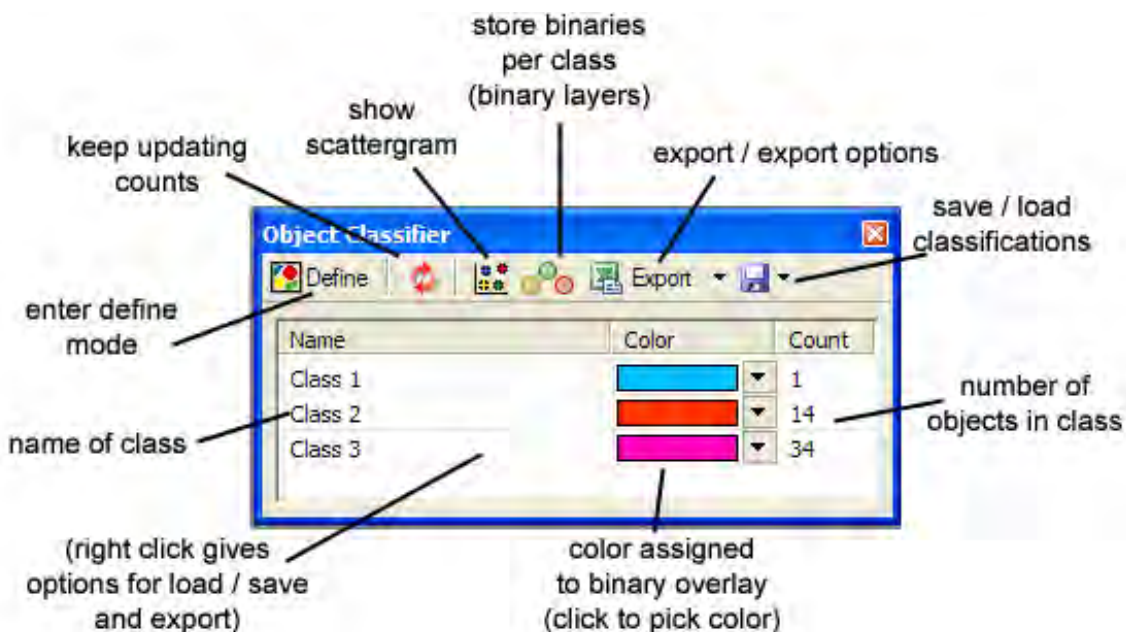 store binaries
per class
(binary layers)
show
scattergram
keep updating
counts
export / export options
save / load
classifications
Object Classifier
Define
Export
enter define
mode
Name Color Count
Class 1 1
Class 2 14
Class 3 34
name of class
number of
objects in class
(right click gives
options for load / save
and export)
color assigned
to binary overlay
(click to pick color)